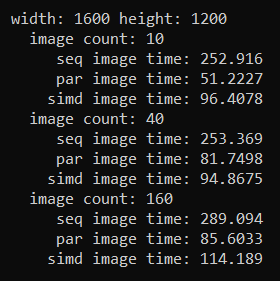 width: 1600 height: 1200
image count: 10
seq image time: 252.916
par image time: 51.2227
simd image time: 96.4078
image count: 40
seq image time: 253.369
par image time: 81.7498
simd image time: 94.8675
image count: 160
seq image time: 289.094
par image time: 85.6033
simd image time: 114.189